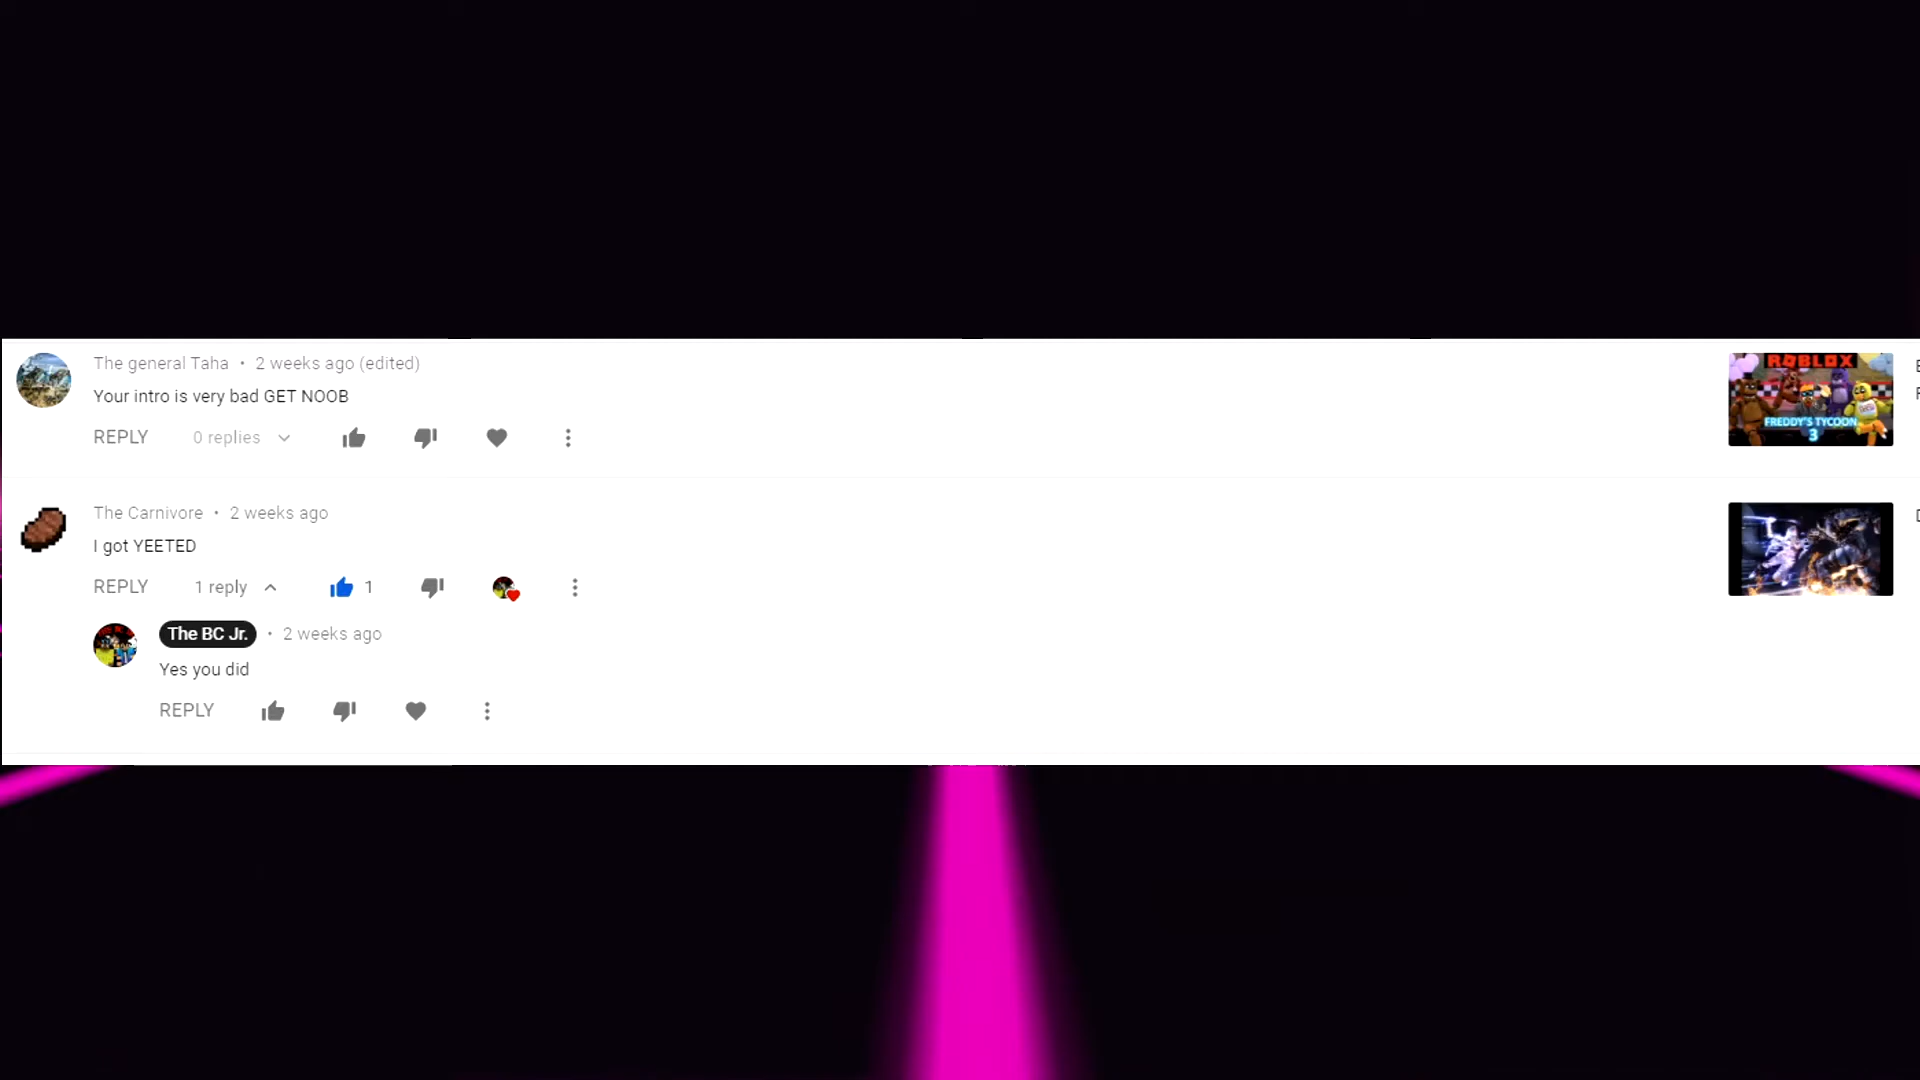 The general Taha • 2 weeks ago (edited)
Your intro is very bad GET NOOB
REPLY 0 replies
ROBLOX
FREDDY'S TYCOON
3
The Carnivore • 2 weeks ago
I got YEETED
REPLY 1 reply 1
The BC Jr. • 2 weeks ago
Yes you did
REPLY